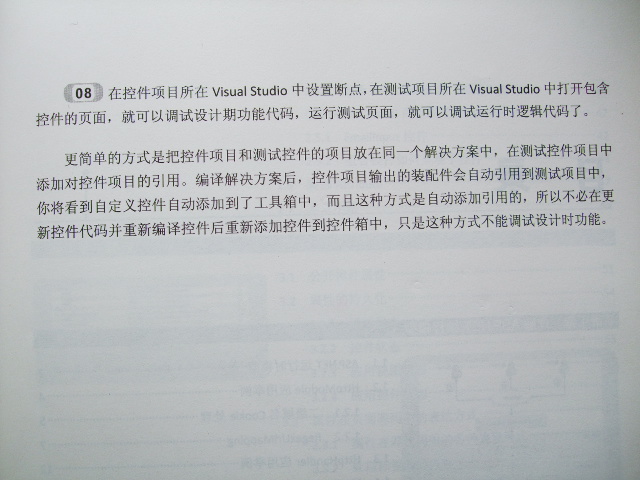 08 在控件项目所在 Visual Studio 中设置断点，在测试项目所在 Visual Studio 中打开包含
控件的页面，就可以调试设计期功能代码，运行测试页面，就可以调试运行时逻辑代码了。
更简单的方式是把控件项目和测试控件的项目放在同一个解决方案中，在测试控件项目中
添加对控件项目的引用。编译解决方案后，控件项目输出的装配件会自动引用到测试项目中，
你将看到自定义控件自动添加到了工具箱中，而且这种方式是自动添加引用的，所以不必在更
新控件代码并重新编译控件后重新添加控件到控件箱中，只是这种方式不能调试设计时功能。